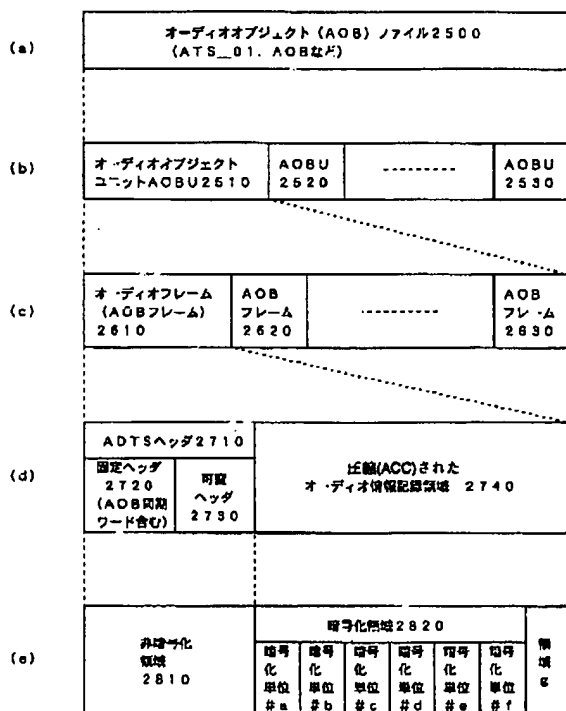 (a)
オーディオオブジェクト(AOB)ファイル2500
(ATS_01.AOBなど)
(b)
オーディオイブジェクト
ユニットAOBU2510
AOBU
2520
AOBU
2530
(c)
オーディオフレーム
(AOBフレーム)
2610
AOB
フレーム
2620
AOB
フレーム
2630
(d)
ADTSヘッダ2710
固定ヘッダ
2720
(AOB同期
ワード含む)
可変
ヘッダ
2730
圧縮(ACC)された
オーディオ情報記録領域 2740
(e)
非暗号化
領域
2810
暗号化領域2820
暗号
化
単位
#a
暗号
化
単位
#b
暗号
化
単位
#c
暗号
化
単位
#d
暗号
化
単位
#e
暗号
化
単位
#f
領
域
g